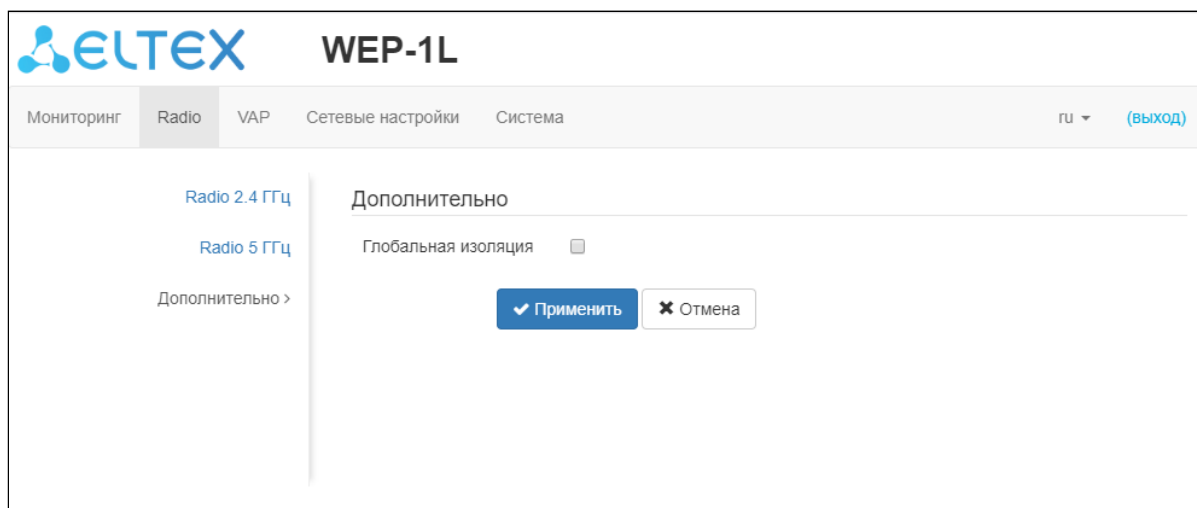 ELTEX WEP-1L
Мониторинг Radio VAP Сетевые настройки Система ru (выход)
Radio 2.4 ГГц
Radio 5 ГГц
Дополнительно >
Дополнительно
Глобальная изоляция
Применить Отмена